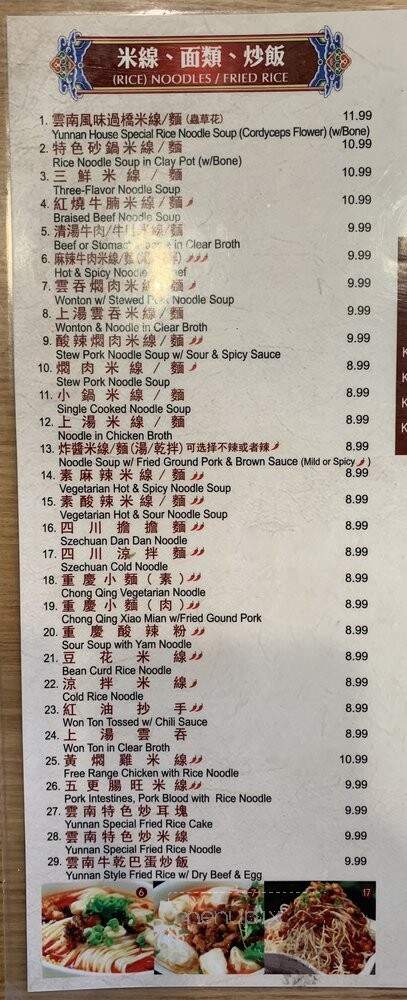 米線、面類、炒飯
(RICE) NOODLES / FRIED RICE
1. 雲南風味過橋米線/麵 (蟲草花) 11.99
Yunnan House Special Rice Noodle Soup (Cordyceps Flower) (w/Bone)
2. 特色砂鍋米線/麵 10.99
Rice Noodle Soup in Clay Pot (w/Bone)
3. 三鮮米線/麵 10.99
Three-Flavor Noodle Soup
4. 紅燒牛腩米線/麵 10.99
Braised Beef Noodle Soup
5. 清湯牛肉/牛 米線/麵 9.99
Beef or Stomach in Clear Broth
6. 麻辣牛肉米線/麵 9.99
Hot & Spicy Noodle
7. 雲吞燜肉米線/麵 9.99
Wonton w/ Stewed Pork Noodle Soup
8. 上湯雲吞米線/麵 9.99
Wonton & Noodle in Clear Broth
9. 酸辣燜肉米線/麵 8.99
Stew Pork Noodle Soup w/ Sour & Spicy Sauce
10. 燜肉米線/麵 8.99
Stew Pork Noodle Soup
11. 小鍋米線/麵 8.99
Single Cooked Noodle Soup
12. 上湯米線/麵 8.99
Noodle in Chicken Broth
13. 炸醬米線/麵(湯/乾拌) 可选择不辣或者辣 8.99
Noodle Soup w/ Fried Ground Pork & Brown Sauce (Mild or Spicy)
14. 素麻辣米線/麵 8.99
Vegetarian Hot & Spicy Noodle Soup
15. 素酸辣米線/麵 8.99
Vegetarian Hot & Sour Noodle Soup
16. 四川擔擔麵 8.99
Szechuan Dan Dan Noodle
17. 四川涼拌麵 8.99
Szechuan Cold Noodle
18. 重慶小麵(素) 8.99
Chong Qing Vegetarian Noodle
19. 重慶小麵(肉) 8.99
Chong Qing Xiao Mian w/Fried Gound Pork
20. 重慶酸辣粉 8.99
Sour Soup with Yam Noodle
21. 豆花米線 8.99
Bean Curd Rice Noodle
22. 涼拌米線 8.99
Cold Rice Noodle
23. 紅油抄手 8.99
Won Ton Tossed w/ Chili Sauce
24. 上湯雲吞 8.99
Won Ton in Clear Broth
25. 黃燜雞米線 10.99
Free Range Chicken with Rice Noodle
26. 五更腸旺米線 9.99
Pork Intestines, Pork Blood with Rice Noodle
27. 雲南特色炒耳塊 9.99
Yunnan Special Fried Rice Cake
28. 雲南特色炒米線 9.99
Yunnan Special Fried Rice Noodle
29. 雲南牛乾巴蛋炒飯 9.99
Yunnan Style Fried Rice w/ Dry Beef & Egg
6 7 17